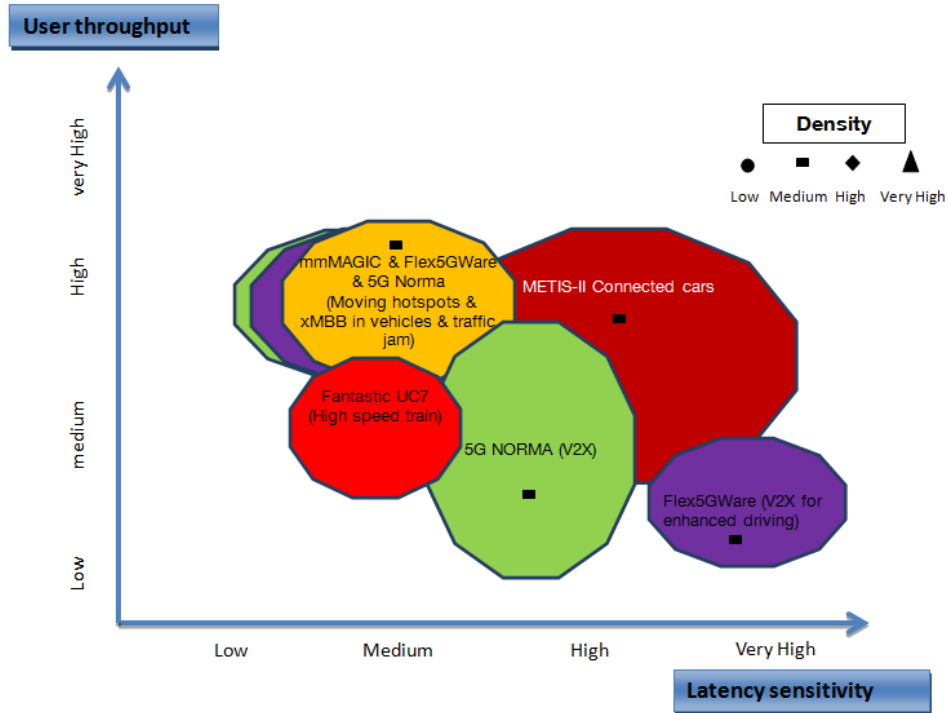 User throughput
very High
High
medium
Low
Density
Low Medium High Very High
mmMAGIC & Flex5GWare
& 5G Norma
(Moving hotspots &
xMBB in vehicles & traffic
jam)
METIS-II Connected cars
Fantastic UC7
(High speed train)
5G NORMA (V2X)
Flex5GWare (V2X for
enhanced driving)
Low Medium High Very High
Latency sensitivity